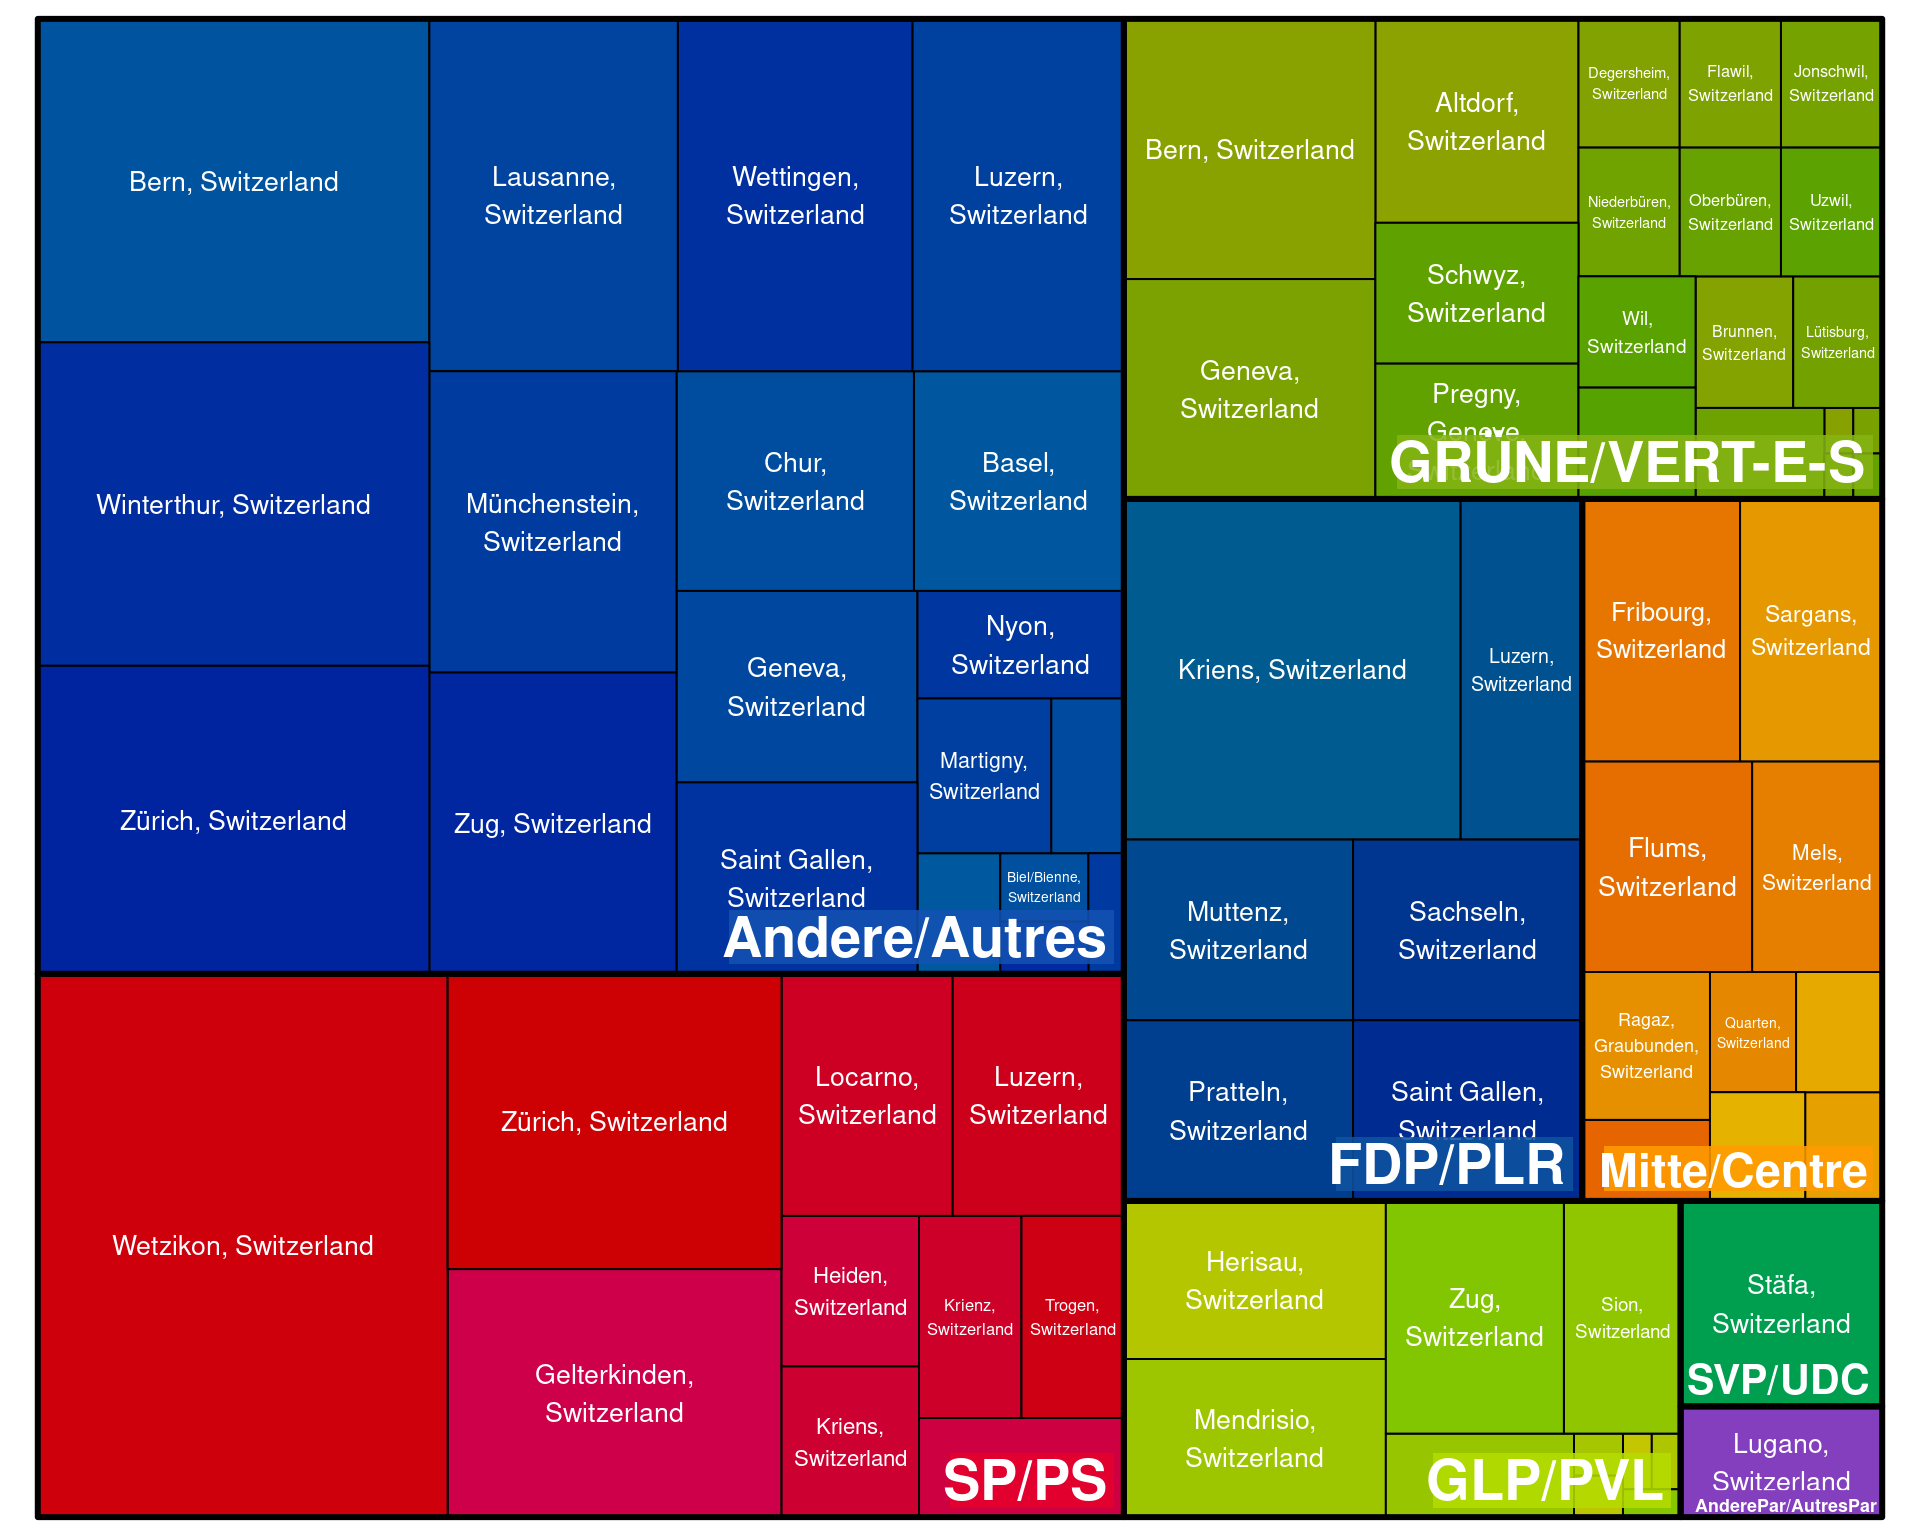 Bern, Switzerland
Lausanne,
Switzerland
Wettingen,
Switzerland
Luzern,
Switzerland
Winterthur, Switzerland
Münchenstein,
Switzerland
Chur,
Switzerland
Basel,
Switzerland
Geneva,
Switzerland
Nyon,
Switzerland
Martigny,
Switzerland
Zürich, Switzerland
Zug, Switzerland
Saint Gallen,
Switzerland
Biel/Bienne,
Switzerland
Andere/Autres
Bern, Switzerland
Altdorf,
Switzerland
Degersheim,
Switzerland
Flawil,
Switzerland
Jonschwil,
Switzerland
Niederbüren,
Switzerland
Oberbüren,
Switzerland
Uzwil,
Switzerland
Geneva,
Switzerland
Schwyz,
Switzerland
Wil,
Switzerland
Brunnen,
Switzerland
Lütisburg,
Switzerland
Pregny,
Geneve,
GRÜNE/VERT-E-S
Kriens, Switzerland
Luzern,
Switzerland
Muttenz,
Switzerland
Sachseln,
Switzerland
Pratteln,
Switzerland
Saint Gallen,
Switzerland
FDP/PLR
Fribourg,
Switzerland
Sargans,
Switzerland
Flums,
Switzerland
Mels,
Switzerland
Ragaz,
Graubunden,
Switzerland
Quarten,
Switzerland
Mitte/Centre
Wetzikon, Switzerland
Zürich, Switzerland
Gelterkinden,
Switzerland
Locarno,
Switzerland
Luzern,
Switzerland
Heiden,
Switzerland
Krienz,
Switzerland
Trogen,
Switzerland
Kriens,
Switzerland
SP/PS
Herisau,
Switzerland
Zug,
Switzerland
Sion,
Switzerland
Mendrisio,
Switzerland
GLP/PVL
Stäfa,
Switzerland
SVP/UDC
Lugano,
Switzerland
AnderePar/AutresPar